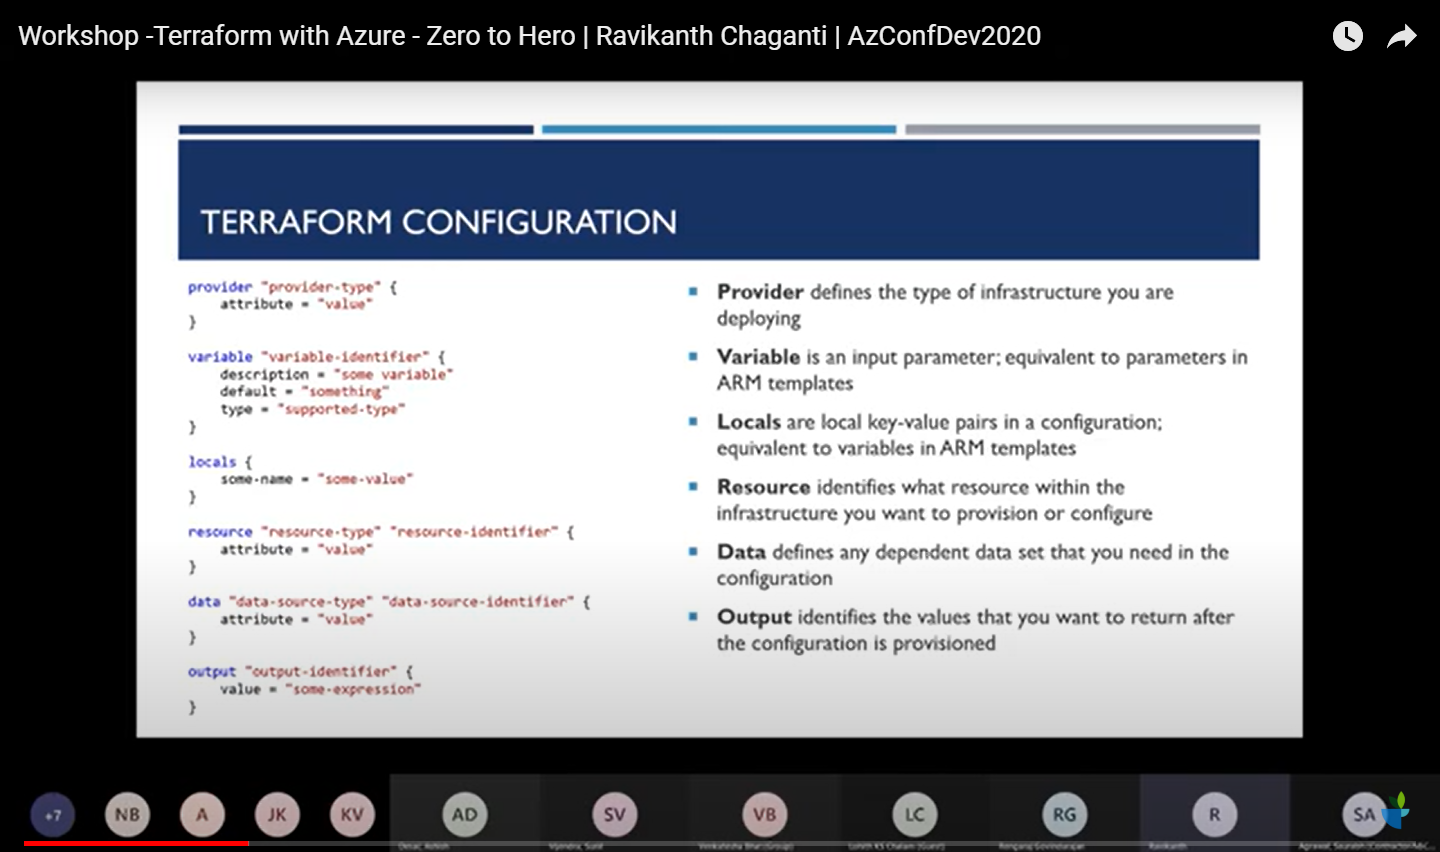 Workshop -Terraform with Azure - Zero to Hero | Ravikanth Chaganti | AzConfDev2020
TERRAFORM CONFIGURATION
provider "provider-type" {
attribute = "value"
}
variable "variable-identifier" {
description = "some variable"
default = "something"
type = "supported-type"
}
locals {
some-name = "some-value"
}
resource "resource-type" "resource-identifier" {
attribute = "value"
}
data "data-source-type" "data-source-identifier" {
attribute = "value"
}
output "output-identifier" {
value = "some-expression"
}
Provider defines the type of infrastructure you are
deploying
Variable is an input parameter; equivalent to parameters in
ARM templates
Locals are local key-value pairs in a configuration;
equivalent to variables in ARM templates
Resource identifies what resource within the
infrastructure you want to provision or configure
Data defines any dependent data set that you need in the
configuration
Output identifies the values that you want to return after
the configuration is provisioned
+7 NB A JK KV AD SV VB LC RG R SA
Ravikanth